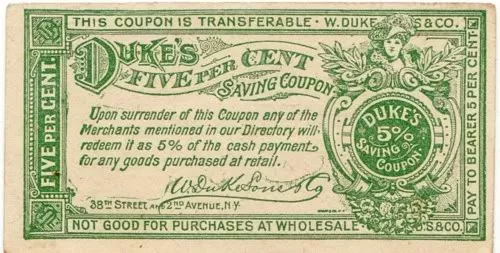 THIS COUPON IS TRANSFERABLE · W. DUKE S & CO.
DUKE'S
FIVE PER CENT
SAVING COUPON
Upon surrender of this Coupon any of the
Merchants mentioned in our Directory will
redeem it as 5% of the cash payment
for any goods purchased at retail.
W. Duke Sons & Co
38TH STREET AND 2ND AVENUE, N.Y.
NOT GOOD FOR PURCHASES AT WHOLESALE · S. & CO.
FIVE PER CENT.
DUKE'S
5%
SAVING
COUPON
PAY TO BEARER 5 PER CENT.